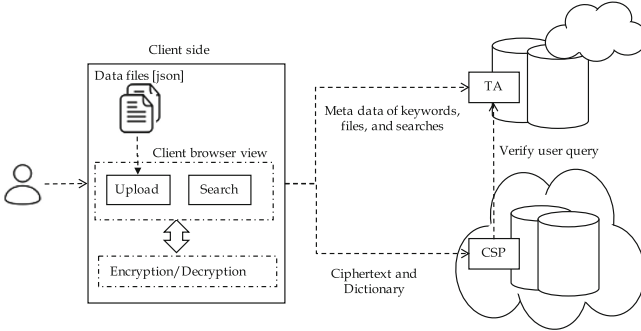 Client side
Data files [json]
Client browser view
Upload
Search
Encryption/Decryption
TA
Meta data of keywords,
files, and searches
Verify user query
CSP
Ciphertext and
Dictionary